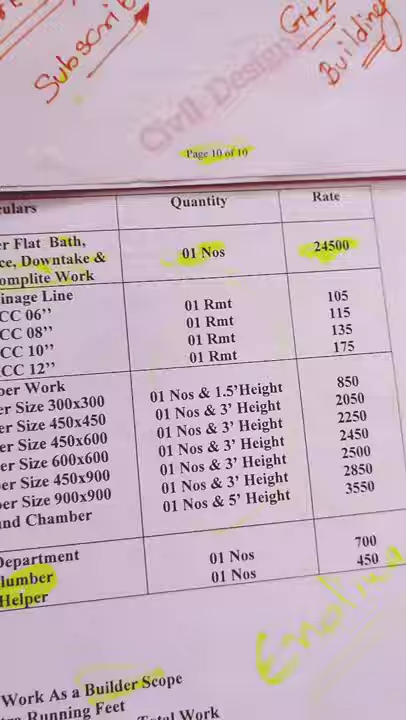 Subscrib
G+2
Building
Civil Design
Page 10 of 10
culars Quantity Rate
er Flat Bath,
ce, Downtake & 01 Nos 24500
omplite Work
inage Line
CC 06” 01 Rmt 105
CC 08” 01 Rmt 115
CC 10” 01 Rmt 135
CC 12” 01 Rmt 175
ber Work
er Size 300x300 01 Nos & 1.5’Height 850
er Size 450x450 01 Nos & 3’ Height 2050
er Size 450x600 01 Nos & 3’ Height 2250
er Size 600x600 01 Nos & 3’ Height 2450
er Size 450x900 01 Nos & 3’ Height 2500
ber Size 900x900 01 Nos & 3’ Height 2850
and Chamber 01 Nos & 5’ Height 3550
Department
lumber 01 Nos 700
Helper 01 Nos 450
Work As a Builder Scope
Running Feet
Total Work